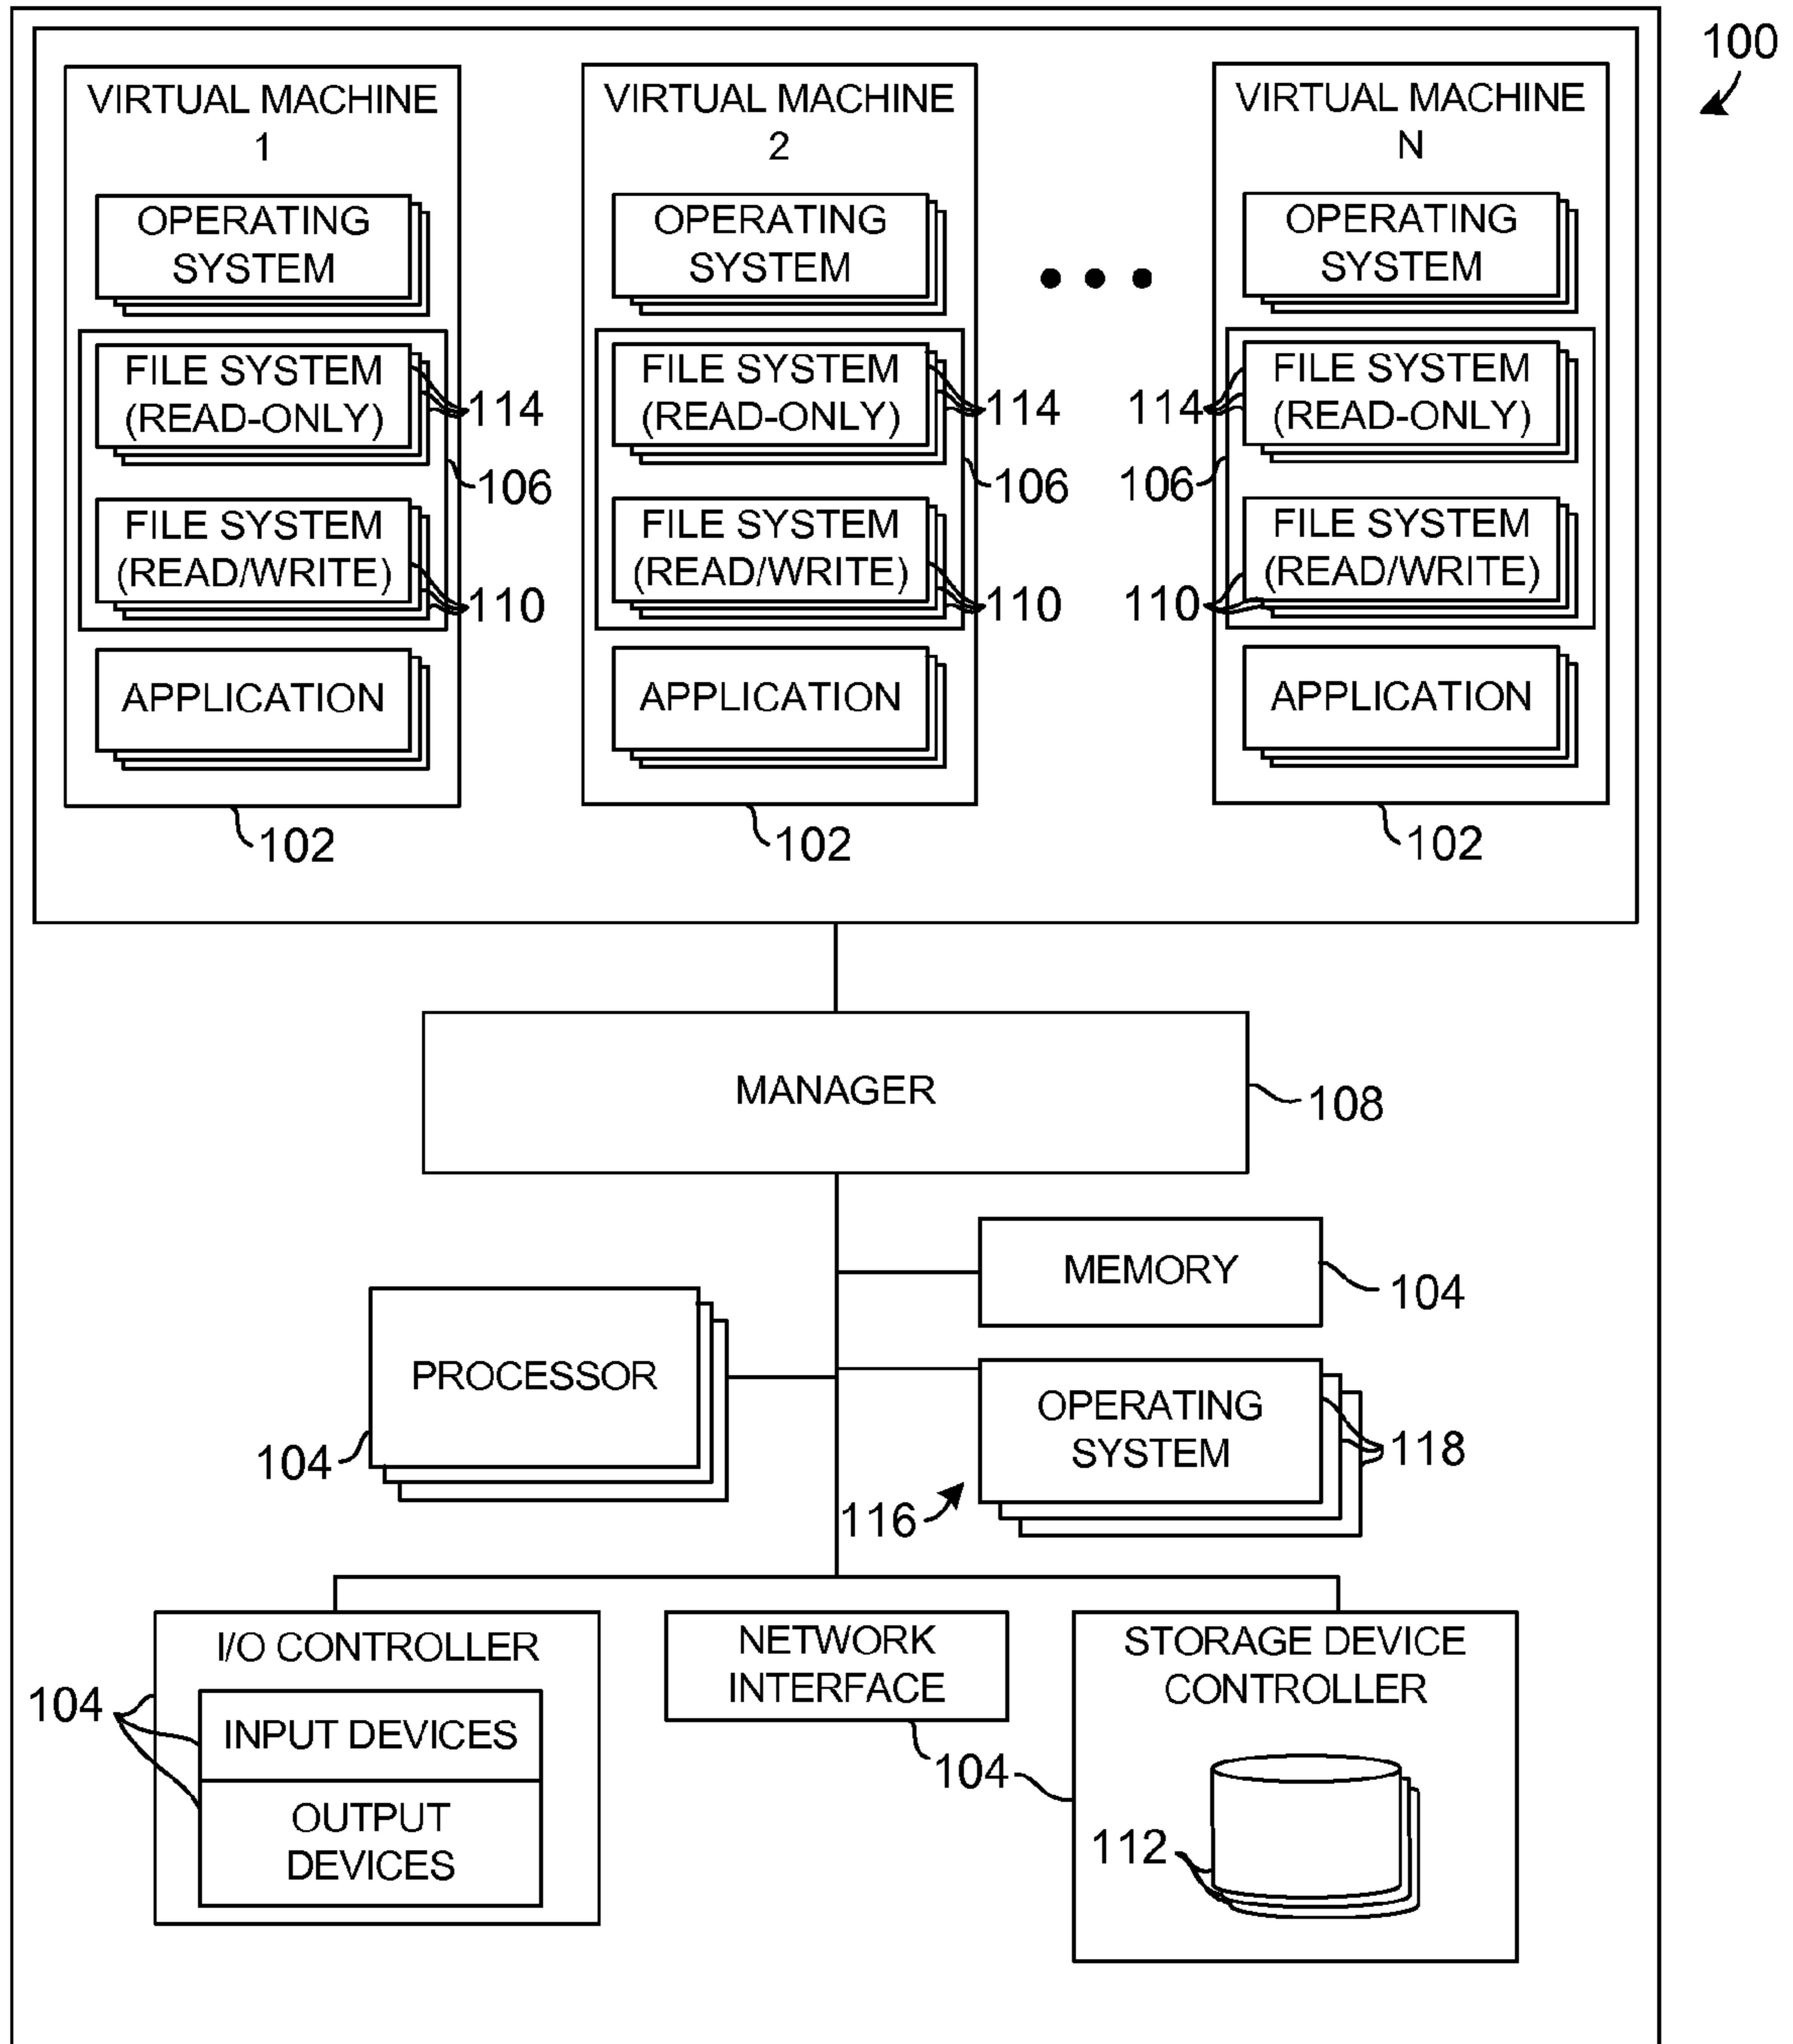 100
VIRTUAL MACHINE
1
OPERATING
SYSTEM
FILE SYSTEM
(READ-ONLY)
114
106
FILE SYSTEM
(READ/WRITE)
110
APPLICATION
102
VIRTUAL MACHINE
2
OPERATING
SYSTEM
FILE SYSTEM
(READ-ONLY)
114
106
FILE SYSTEM
(READ/WRITE)
110
APPLICATION
102
VIRTUAL MACHINE
N
OPERATING
SYSTEM
114
FILE SYSTEM
(READ-ONLY)
106
FILE SYSTEM
(READ/WRITE)
110
APPLICATION
102
MANAGER
108
MEMORY
104
PROCESSOR
104
OPERATING
SYSTEM
118
116
I/O CONTROLLER
104
INPUT DEVICES
OUTPUT
DEVICES
NETWORK
INTERFACE
104
STORAGE DEVICE
CONTROLLER
112